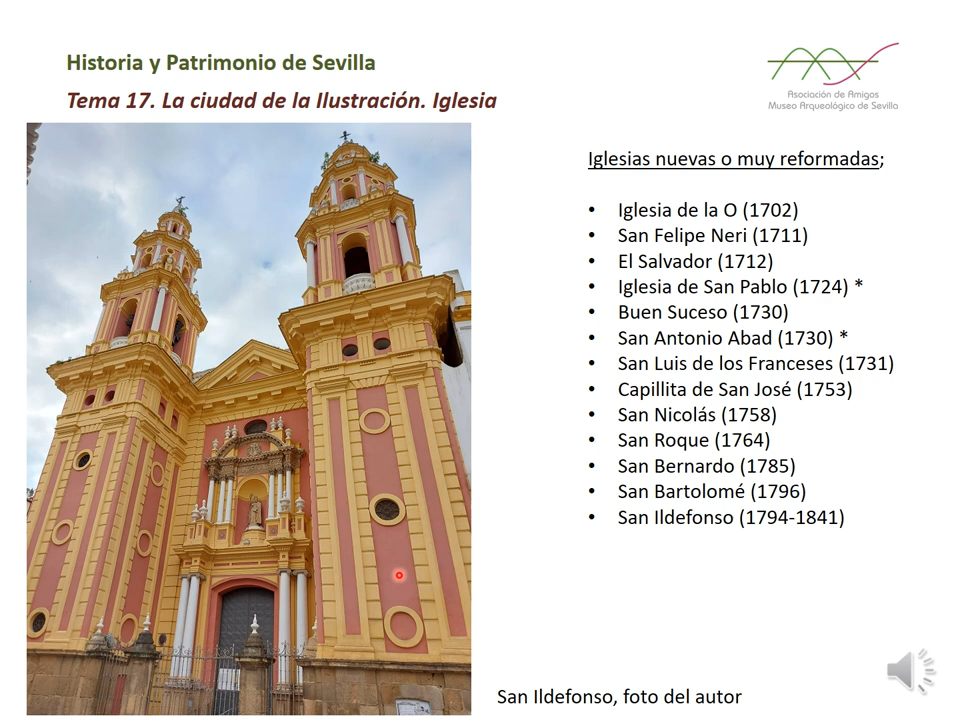 Historia y Patrimonio de Sevilla
Tema 17. La ciudad de la Ilustración. Iglesia
Asociación de Amigos
Museo Arqueológico de Sevilla
Iglesias nuevas o muy reformadas;
• Iglesia de la O (1702)
• San Felipe Neri (1711)
• El Salvador (1712)
• Iglesia de San Pablo (1724) *
• Buen Suceso (1730)
• San Antonio Abad (1730) *
• San Luis de los Franceses (1731)
• Capillita de San José (1753)
• San Nicolás (1758)
• San Roque (1764)
• San Bernardo (1785)
• San Bartolomé (1796)
• San Ildefonso (1794-1841)
San Ildefonso, foto del autor